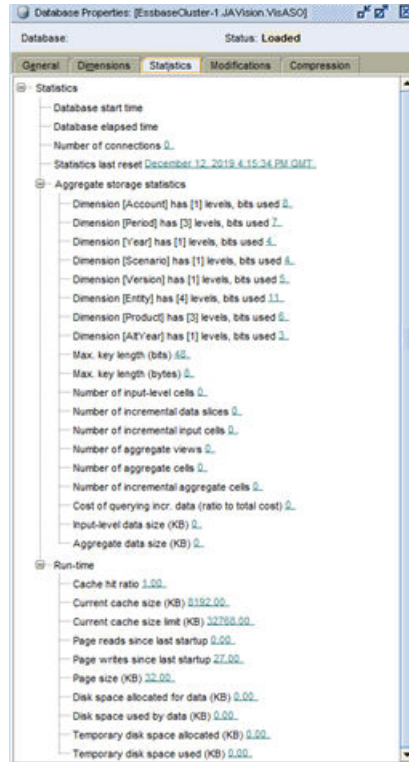 Database Properties: [EssbaseCluster-1.JAVision.VisASO]
Database: Status: Loaded
General Dimensions Statistics Modifications Compression
Statistics
Database start time
Database elapsed time
Number of connections 0
Statistics last reset December 12, 2019 4:15:34 PM GMT
Aggregate storage statistics
Dimension [Account] has [1] levels, bits used 8
Dimension [Period] has [3] levels, bits used 7
Dimension [Year] has [1] levels, bits used 4
Dimension [Scenario] has [1] levels, bits used 4
Dimension [Version] has [1] levels, bits used 5
Dimension [Entity] has [4] levels, bits used 11
Dimension [Product] has [3] levels, bits used 6
Dimension [AltYear] has [1] levels, bits used 3
Max. key length (bits) 48
Max. key length (bytes) 8
Number of input-level cells 0
Number of incremental data slices 0
Number of incremental input cells 0
Number of aggregate views 0
Number of aggregate cells 0
Number of incremental aggregate cells 0
Cost of querying incr. data (ratio to total cost) 0
Input-level data size (KB) 0
Aggregate data size (KB) 0
Run-time
Cache hit ratio 1.00
Current cache size (KB) 8192.00
Current cache size limit (KB) 32768.00
Page reads since last startup 0.00
Page writes since last startup 27.00
Page size (KB) 32.00
Disk space allocated for data (KB) 0.00
Disk space used by data (KB) 0.00
Temporary disk space allocated (KB) 0.00
Temporary disk space used (KB) 0.00